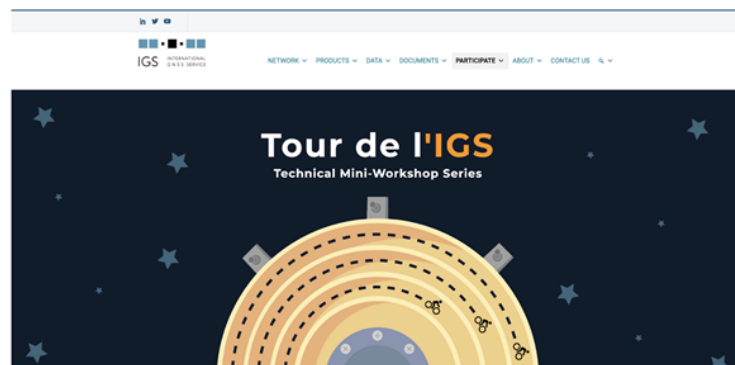 IGS INTERNATIONAL
GNSS SERVICE
NETWORK PRODUCTS DATA DOCUMENTS PARTICIPATE ABOUT CONTACT US
Tour de l'IGS
Technical Mini-Workshop Series